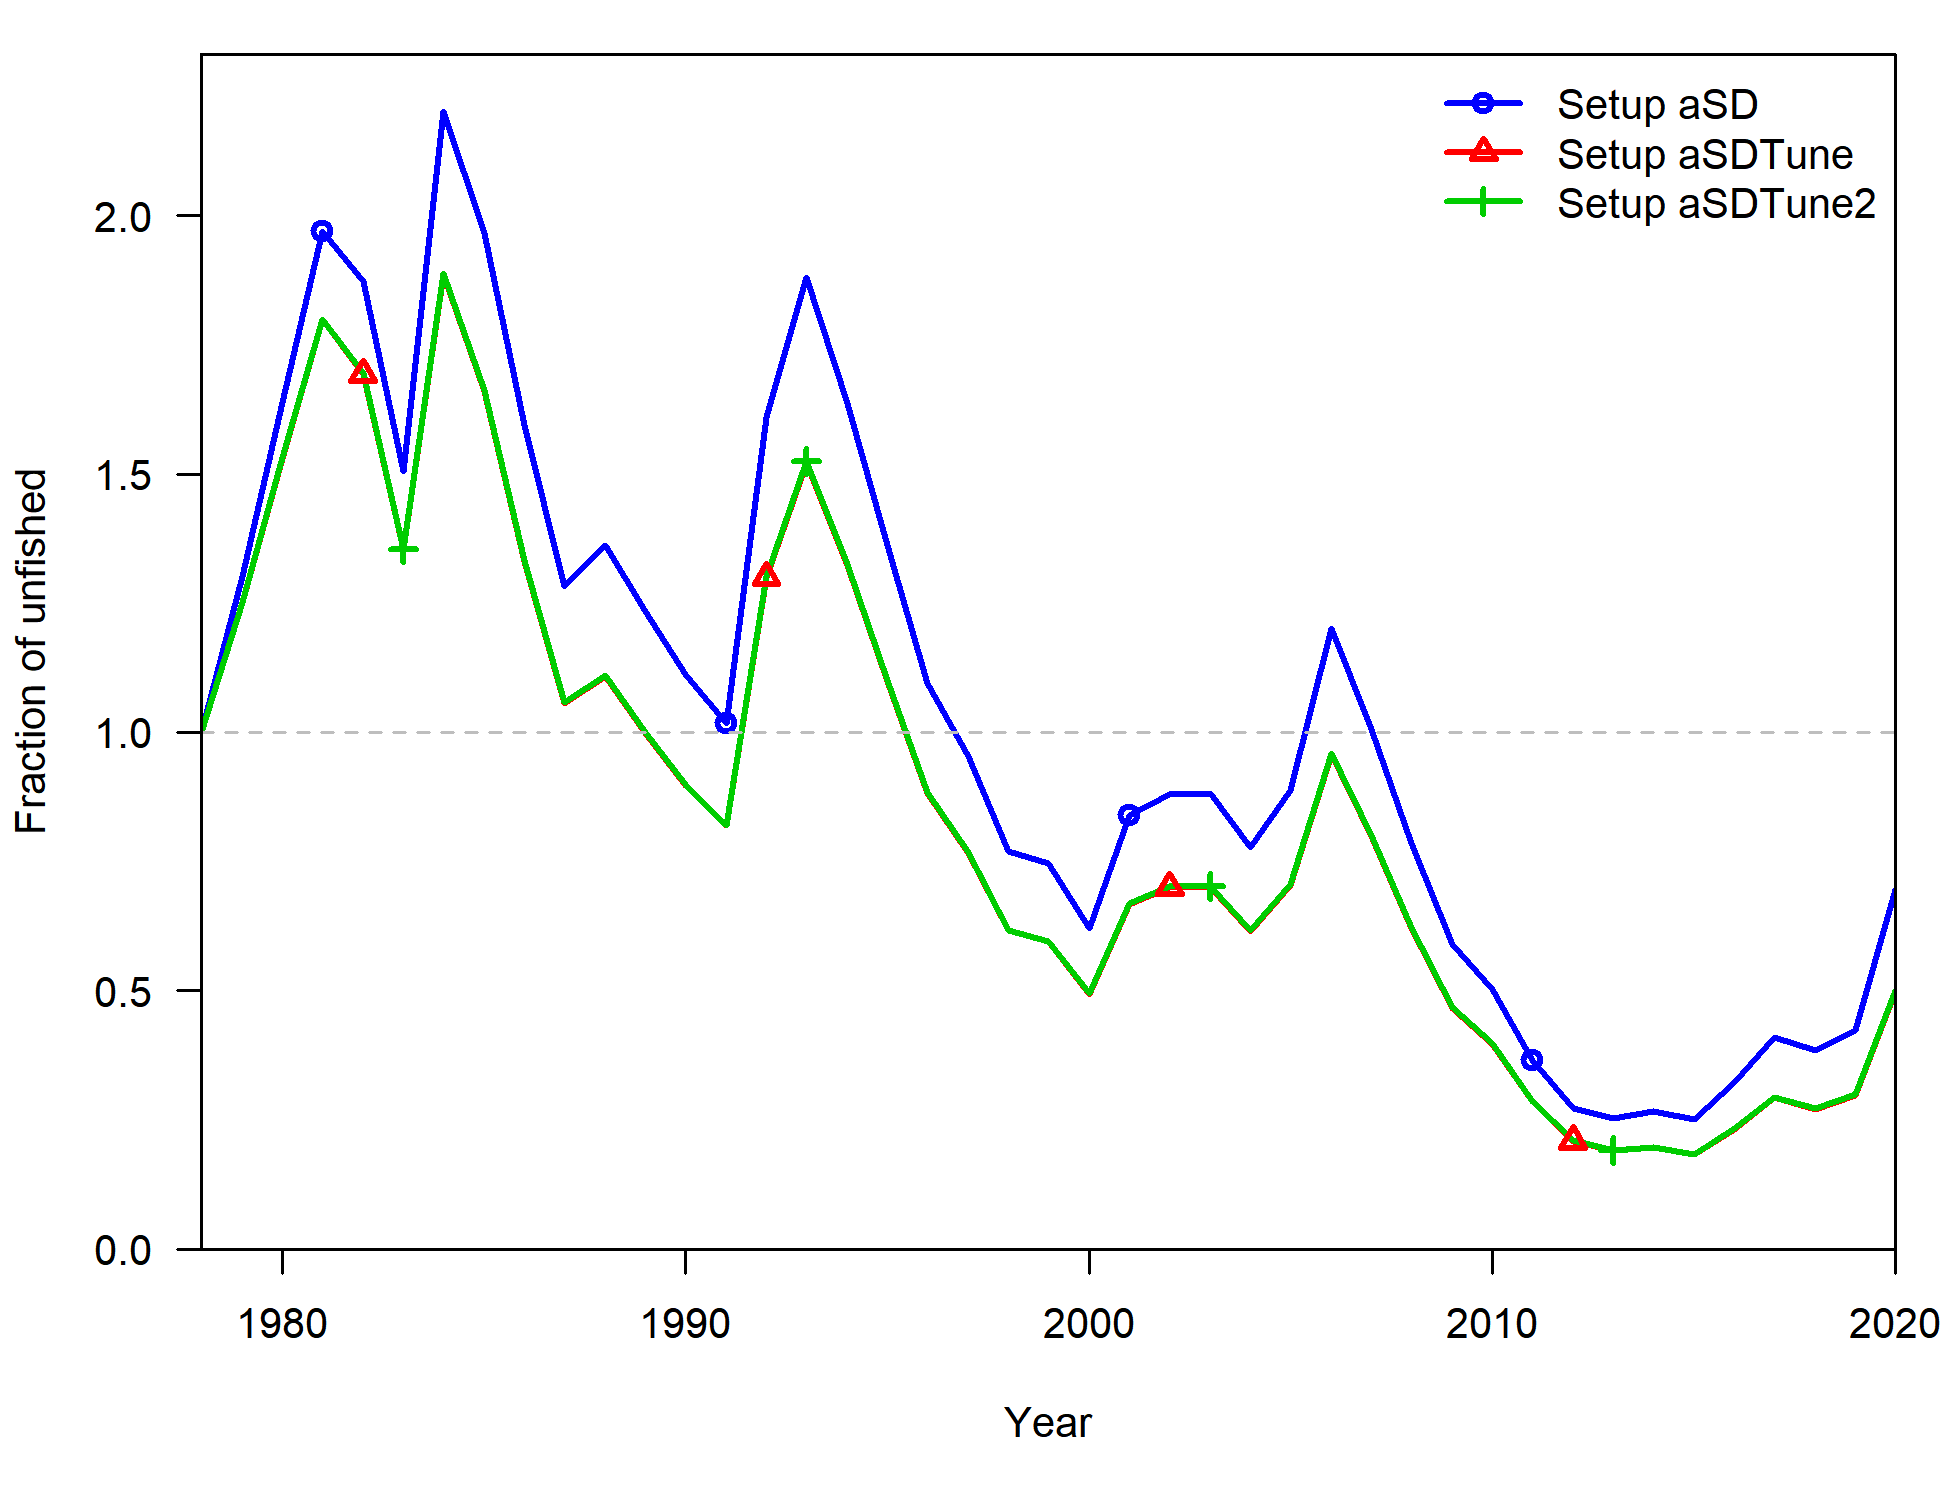 Setup aSD
Setup aSDTune
Setup aSDTune2
Fraction of unfished
2.0
1.5
1.0
0.5
0.0
1980 1990 2000 2010 2020
Year